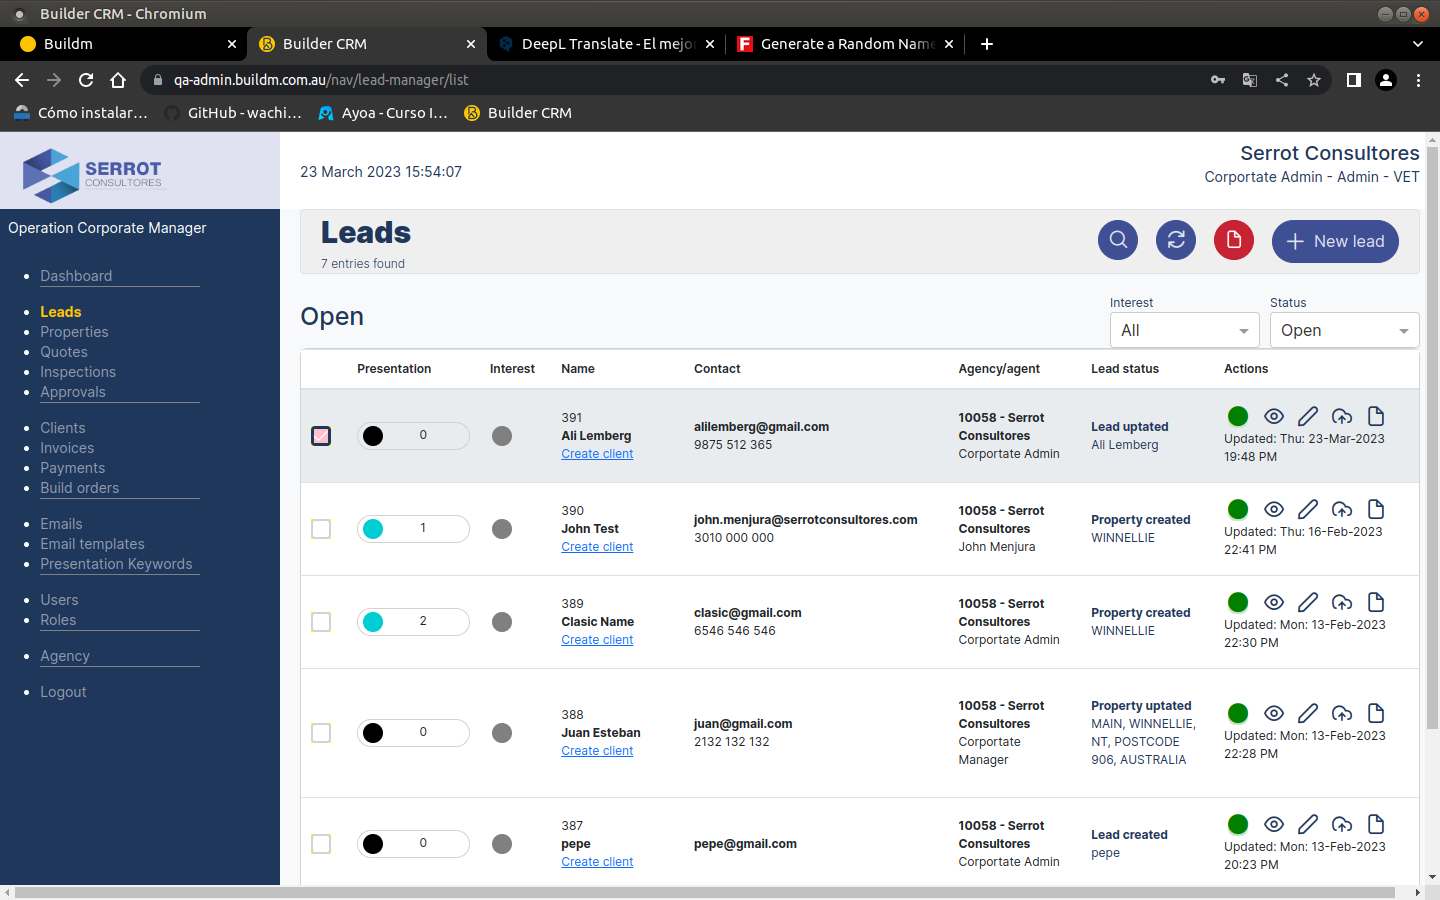 Builder CRM - Chromium
Buildm
Builder CRM
DeepL Translate - El mejo
Generate a Random Name
qa-admin.buildm.com.au/nav/lead-manager/list
Cómo instalar...
GitHub - wachi...
Ayoa - Curso I...
Builder CRM
SERROT
CONSULTORES
23 March 2023 15:54:07
Serrot Consultores
Corportate Admin - Admin - VET
Operation Corporate Manager
Dashboard
Leads
Properties
Quotes
Inspections
Approvals
Clients
Invoices
Payments
Build orders
Emails
Email templates
Presentation Keywords
Users
Roles
Agency
Logout
Leads
7 entries found
New lead
Open
Interest
All
Status
Open
Presentation Interest Name Contact Agency/agent Lead status Actions
0
391
Ali Lemberg
Create client
alilemberg@gmail.com
9875 512 365
10058 - Serrot
Consultores
Corportate Admin
Lead uptated
Ali Lemberg
Updated: Thu: 23-Mar-2023
19:48 PM
1
390
John Test
Create client
john.menjura@serrotconsultores.com
3010 000 000
10058 - Serrot
Consultores
John Menjura
Property created
WINNELLIE
Updated: Thu: 16-Feb-2023
22:41 PM
2
389
Clasic Name
Create client
clasic@gmail.com
6546 546 546
10058 - Serrot
Consultores
Corportate Admin
Property created
WINNELLIE
Updated: Mon: 13-Feb-2023
22:30 PM
0
388
Juan Esteban
Create client
juan@gmail.com
2132 132 132
10058 - Serrot
Consultores
Corportate
Manager
Property uptated
MAIN, WINNELLIE,
NT, POSTCODE
906, AUSTRALIA
Updated: Mon: 13-Feb-2023
22:28 PM
0
387
pepe
Create client
pepe@gmail.com
10058 - Serrot
Consultores
Corportate Admin
Lead created
pepe
Updated: Mon: 13-Feb-2023
20:23 PM